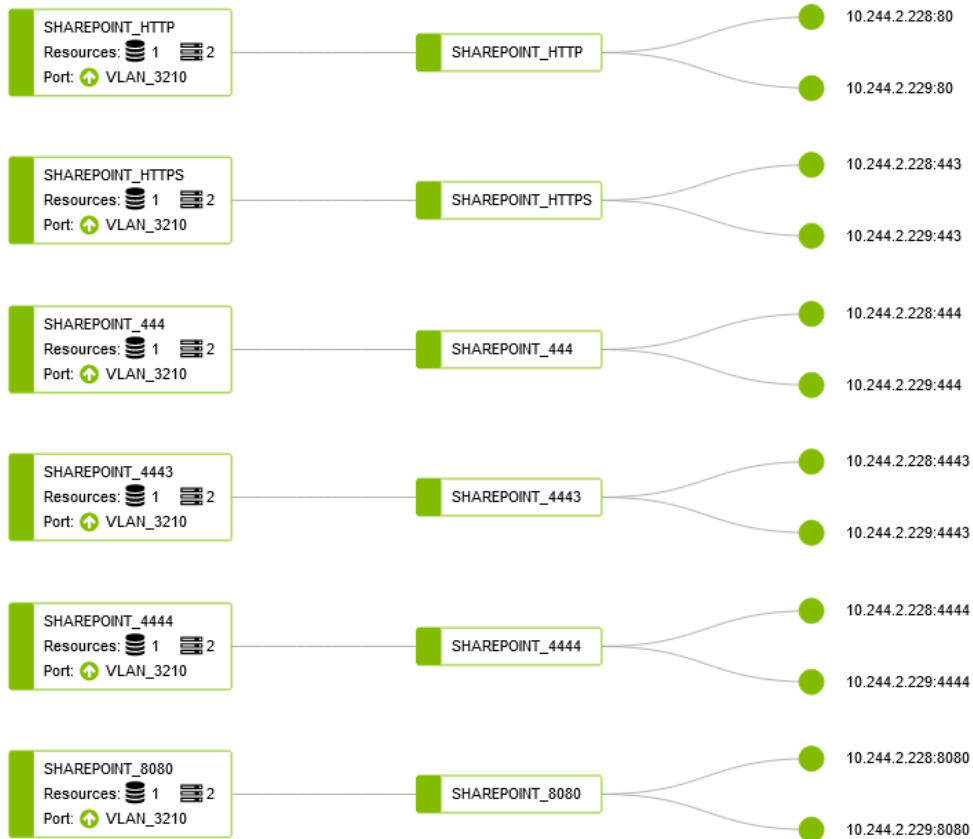 SHAREPOINT_HTTP
Resources: 1 2
Port: VLAN_3210
SHAREPOINT_HTTP
10.244.2.228:80
10.244.2.229:80
SHAREPOINT_HTTPS
Resources: 1 2
Port: VLAN_3210
SHAREPOINT_HTTPS
10.244.2.228:443
10.244.2.229:443
SHAREPOINT_444
Resources: 1 2
Port: VLAN_3210
SHAREPOINT_444
10.244.2.228:444
10.244.2.229:444
SHAREPOINT_4443
Resources: 1 2
Port: VLAN_3210
SHAREPOINT_4443
10.244.2.228:4443
10.244.2.229:4443
SHAREPOINT_4444
Resources: 1 2
Port: VLAN_3210
SHAREPOINT_4444
10.244.2.228:4444
10.244.2.229:4444
SHAREPOINT_8080
Resources: 1 2
Port: VLAN_3210
SHAREPOINT_8080
10.244.2.228:8080
10.244.2.229:8080